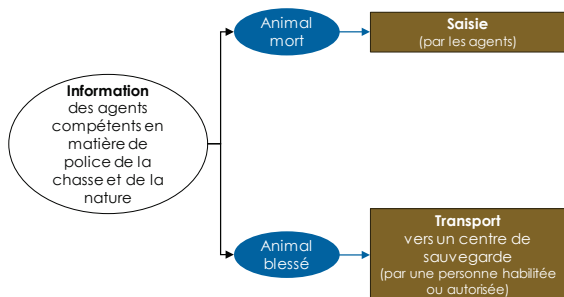 Information
des agents
compétents en
matière de
police de la
chasse et de la
nature
Animal
mort
Saisie
(par les agents)
Animal
blessé
Transport
vers un centre de
sauvegarde
(par une personne habilitée
ou autorisée)